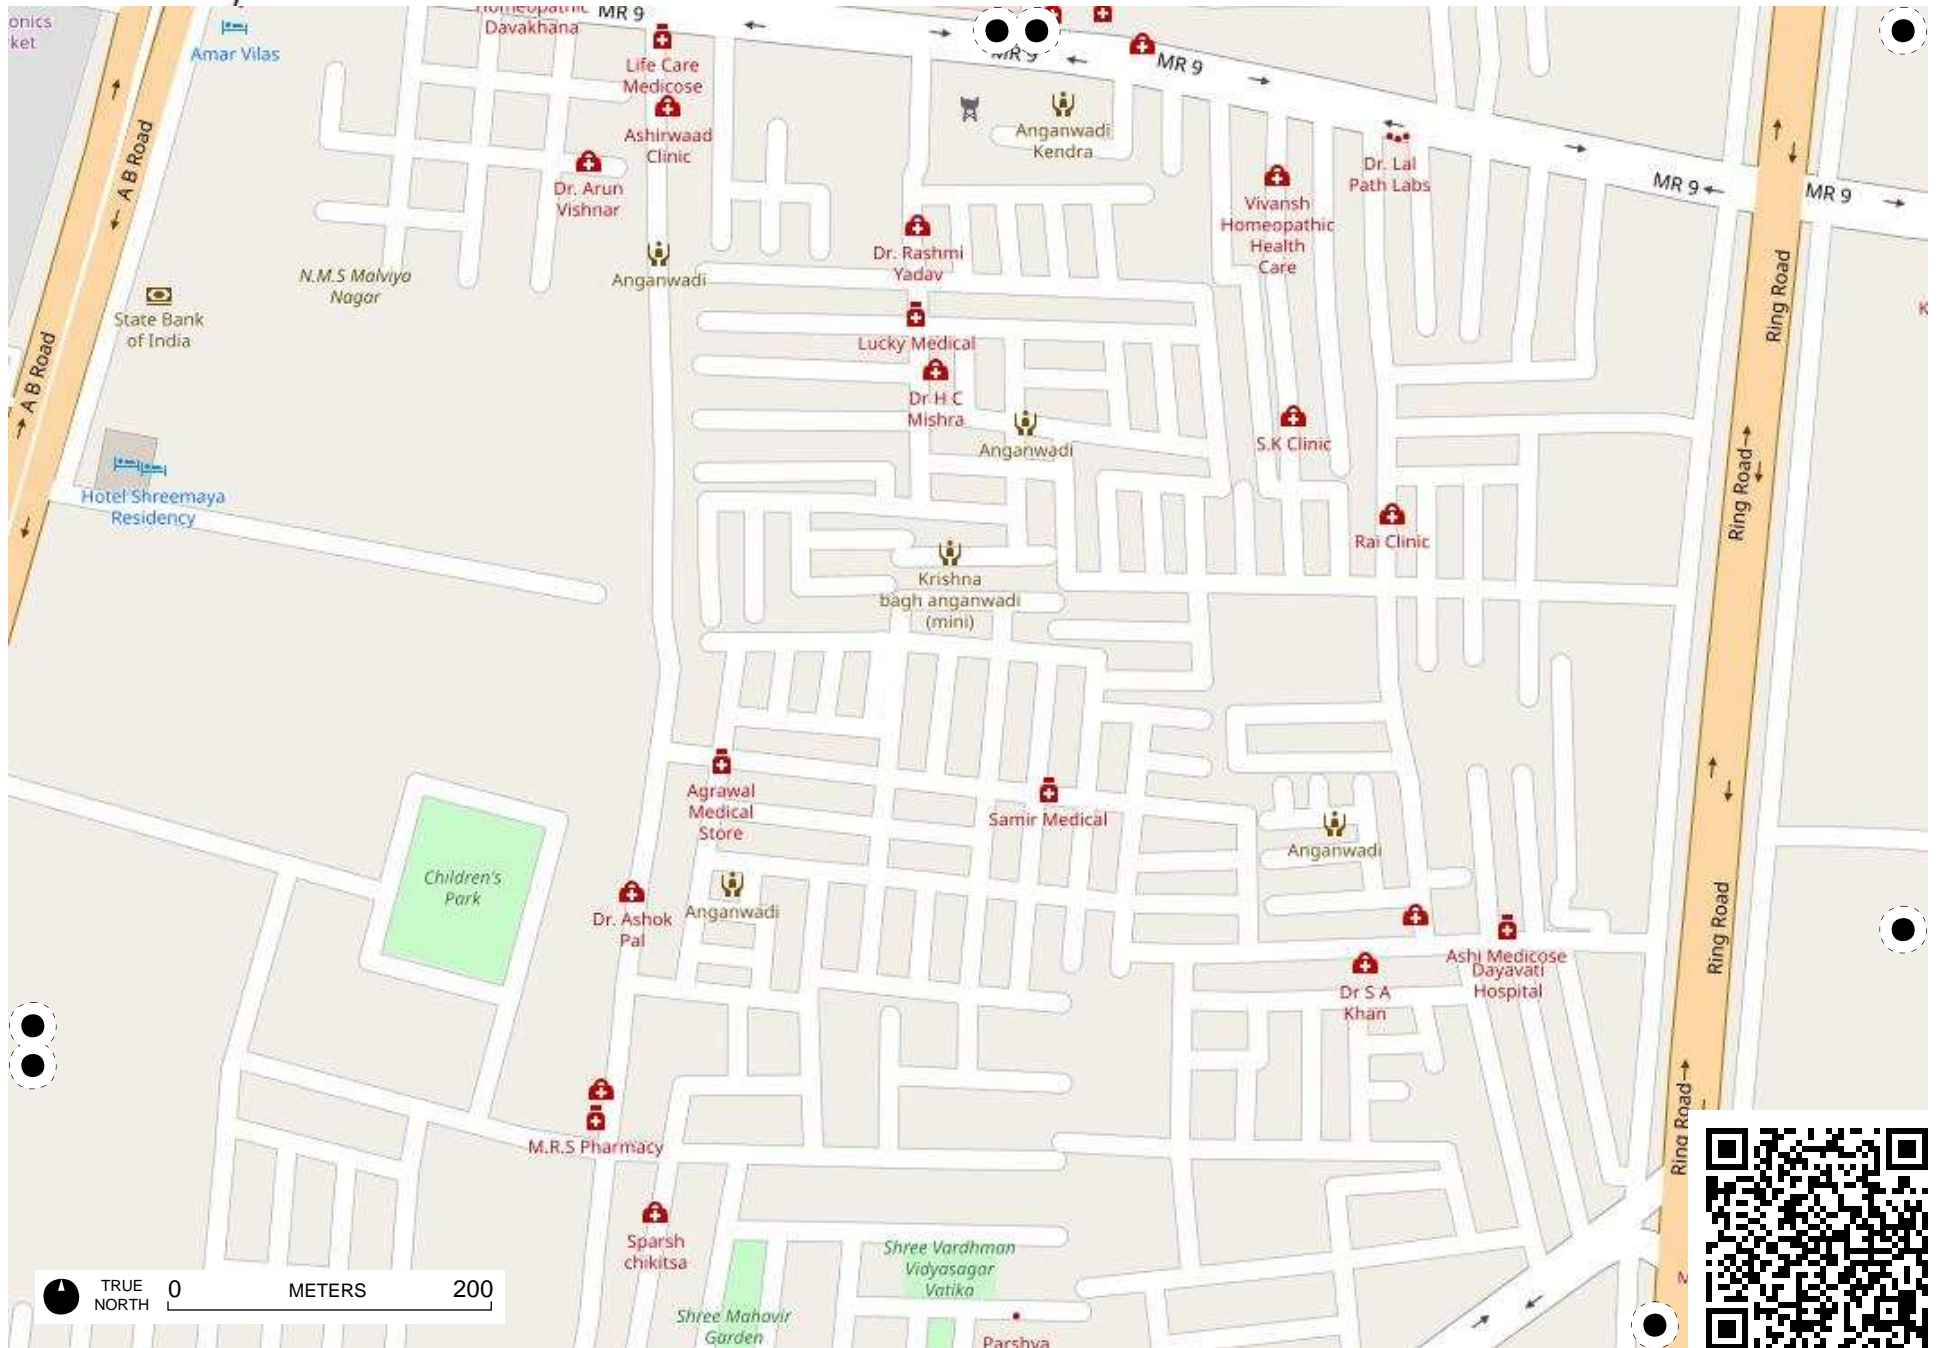 Homeopathic
Davakhana
MR 9
onics
ket
Amar Vilas
Life Care
Medicose
MR 9
MR 9
A B Road
Ashirwaad
Clinic
Anganwadi
Kendra
Dr. Lal
Path Labs
MR 9
MR 9
Dr. Arun
Vishnar
Vivansh
Homeopathic
Health
Care
Dr. Rashmi
Yadav
N.M.S Malviya
Nagar
Anganwadi
Ring Road
State Bank
of India
Lucky Medical
A B Road
Dr H C
Mishra
Anganwadi
S.K Clinic
Ring Road
Hotel Shreemaya
Residency
Rai Clinic
Krishna
bagh anganwadi
(mini)
Agrawal
Medical
Store
Samir Medical
Anganwadi
Children's
Park
Anganwadi
Dr. Ashok
Pal
Ring Road
Ashi Medicose
Dayavati
Hospital
Dr S A
Khan
Ring Road
M.R.S Pharmacy
Sparsh
chikitsa
Shree Vardhman
Vidyasagar
Vatika
Shree Mahavir
Garden
Parshva
TRUE
NORTH
0 METERS 200